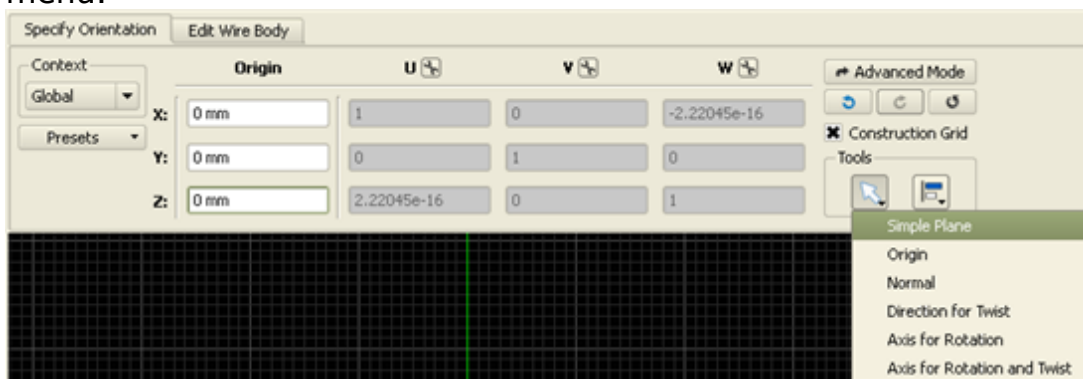 menu.
Specify Orientation Edit Wire Body
Context Origin U V W Advanced Mode
Global
X: 0 mm 1 0 -2.22045e-16
Presets Construction Grid
Y: 0 mm 0 1 0 Tools
Z: 0 mm 2.22045e-16 0 1
Simple Plane
Origin
Normal
Direction for Twist
Axis for Rotation
Axis for Rotation and Twist